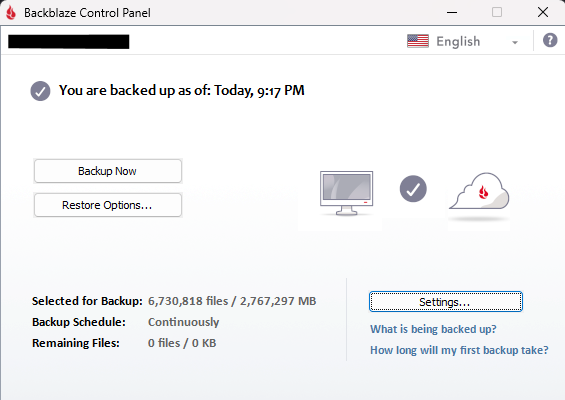 Backblaze Control Panel
English
?
You are backed up as of: Today, 9:17 PM
Backup Now
Restore Options...
Selected for Backup: 6,730,818 files / 2,767,297 MB
Backup Schedule: Continuously
Remaining Files: 0 files / 0 KB
Settings...
What is being backed up?
How long will my first backup take?